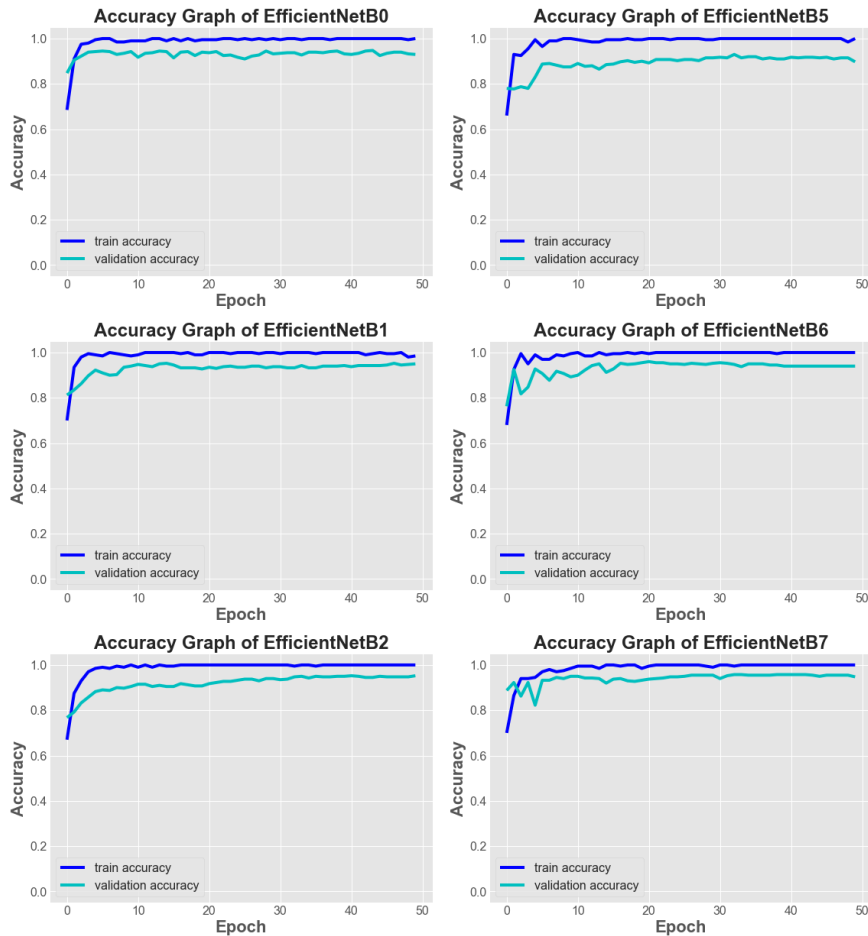 Accuracy Graph of EfficientNetB0
1.0
0.8
0.6
0.4
0.2
0.0
Accuracy
train accuracy
validation accuracy
0 10 20 30 40 50
Epoch
Accuracy Graph of EfficientNetB5
1.0
0.8
0.6
0.4
0.2
0.0
Accuracy
train accuracy
validation accuracy
0 10 20 30 40 50
Epoch
Accuracy Graph of EfficientNetB1
1.0
0.8
0.6
0.4
0.2
0.0
Accuracy
train accuracy
validation accuracy
0 10 20 30 40 50
Epoch
Accuracy Graph of EfficientNetB6
1.0
0.8
0.6
0.4
0.2
0.0
Accuracy
train accuracy
validation accuracy
0 10 20 30 40 50
Epoch
Accuracy Graph of EfficientNetB2
1.0
0.8
0.6
0.4
0.2
0.0
Accuracy
train accuracy
validation accuracy
0 10 20 30 40 50
Epoch
Accuracy Graph of EfficientNetB7
1.0
0.8
0.6
0.4
0.2
0.0
Accuracy
train accuracy
validation accuracy
0 10 20 30 40 50
Epoch